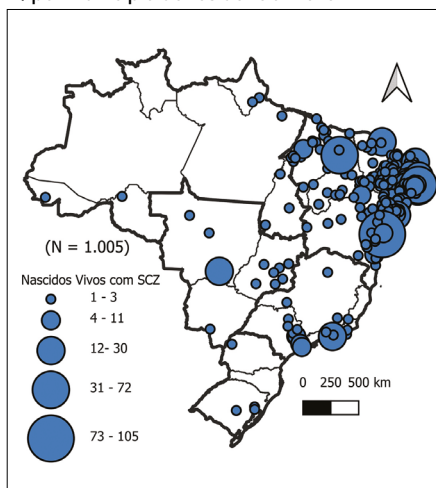 (N = 1.005)
Nascidos Vivos com SCZ
1 - 3
4 - 11
12- 30
31 - 72
73 - 105
0 250 500 km